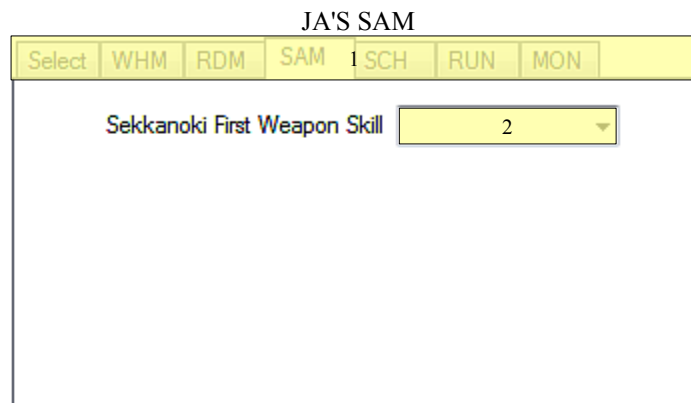 JA'S SAM
Select WHM RDM SAM 1 SCH RUN MON
Sekkanoki First Weapon Skill 2